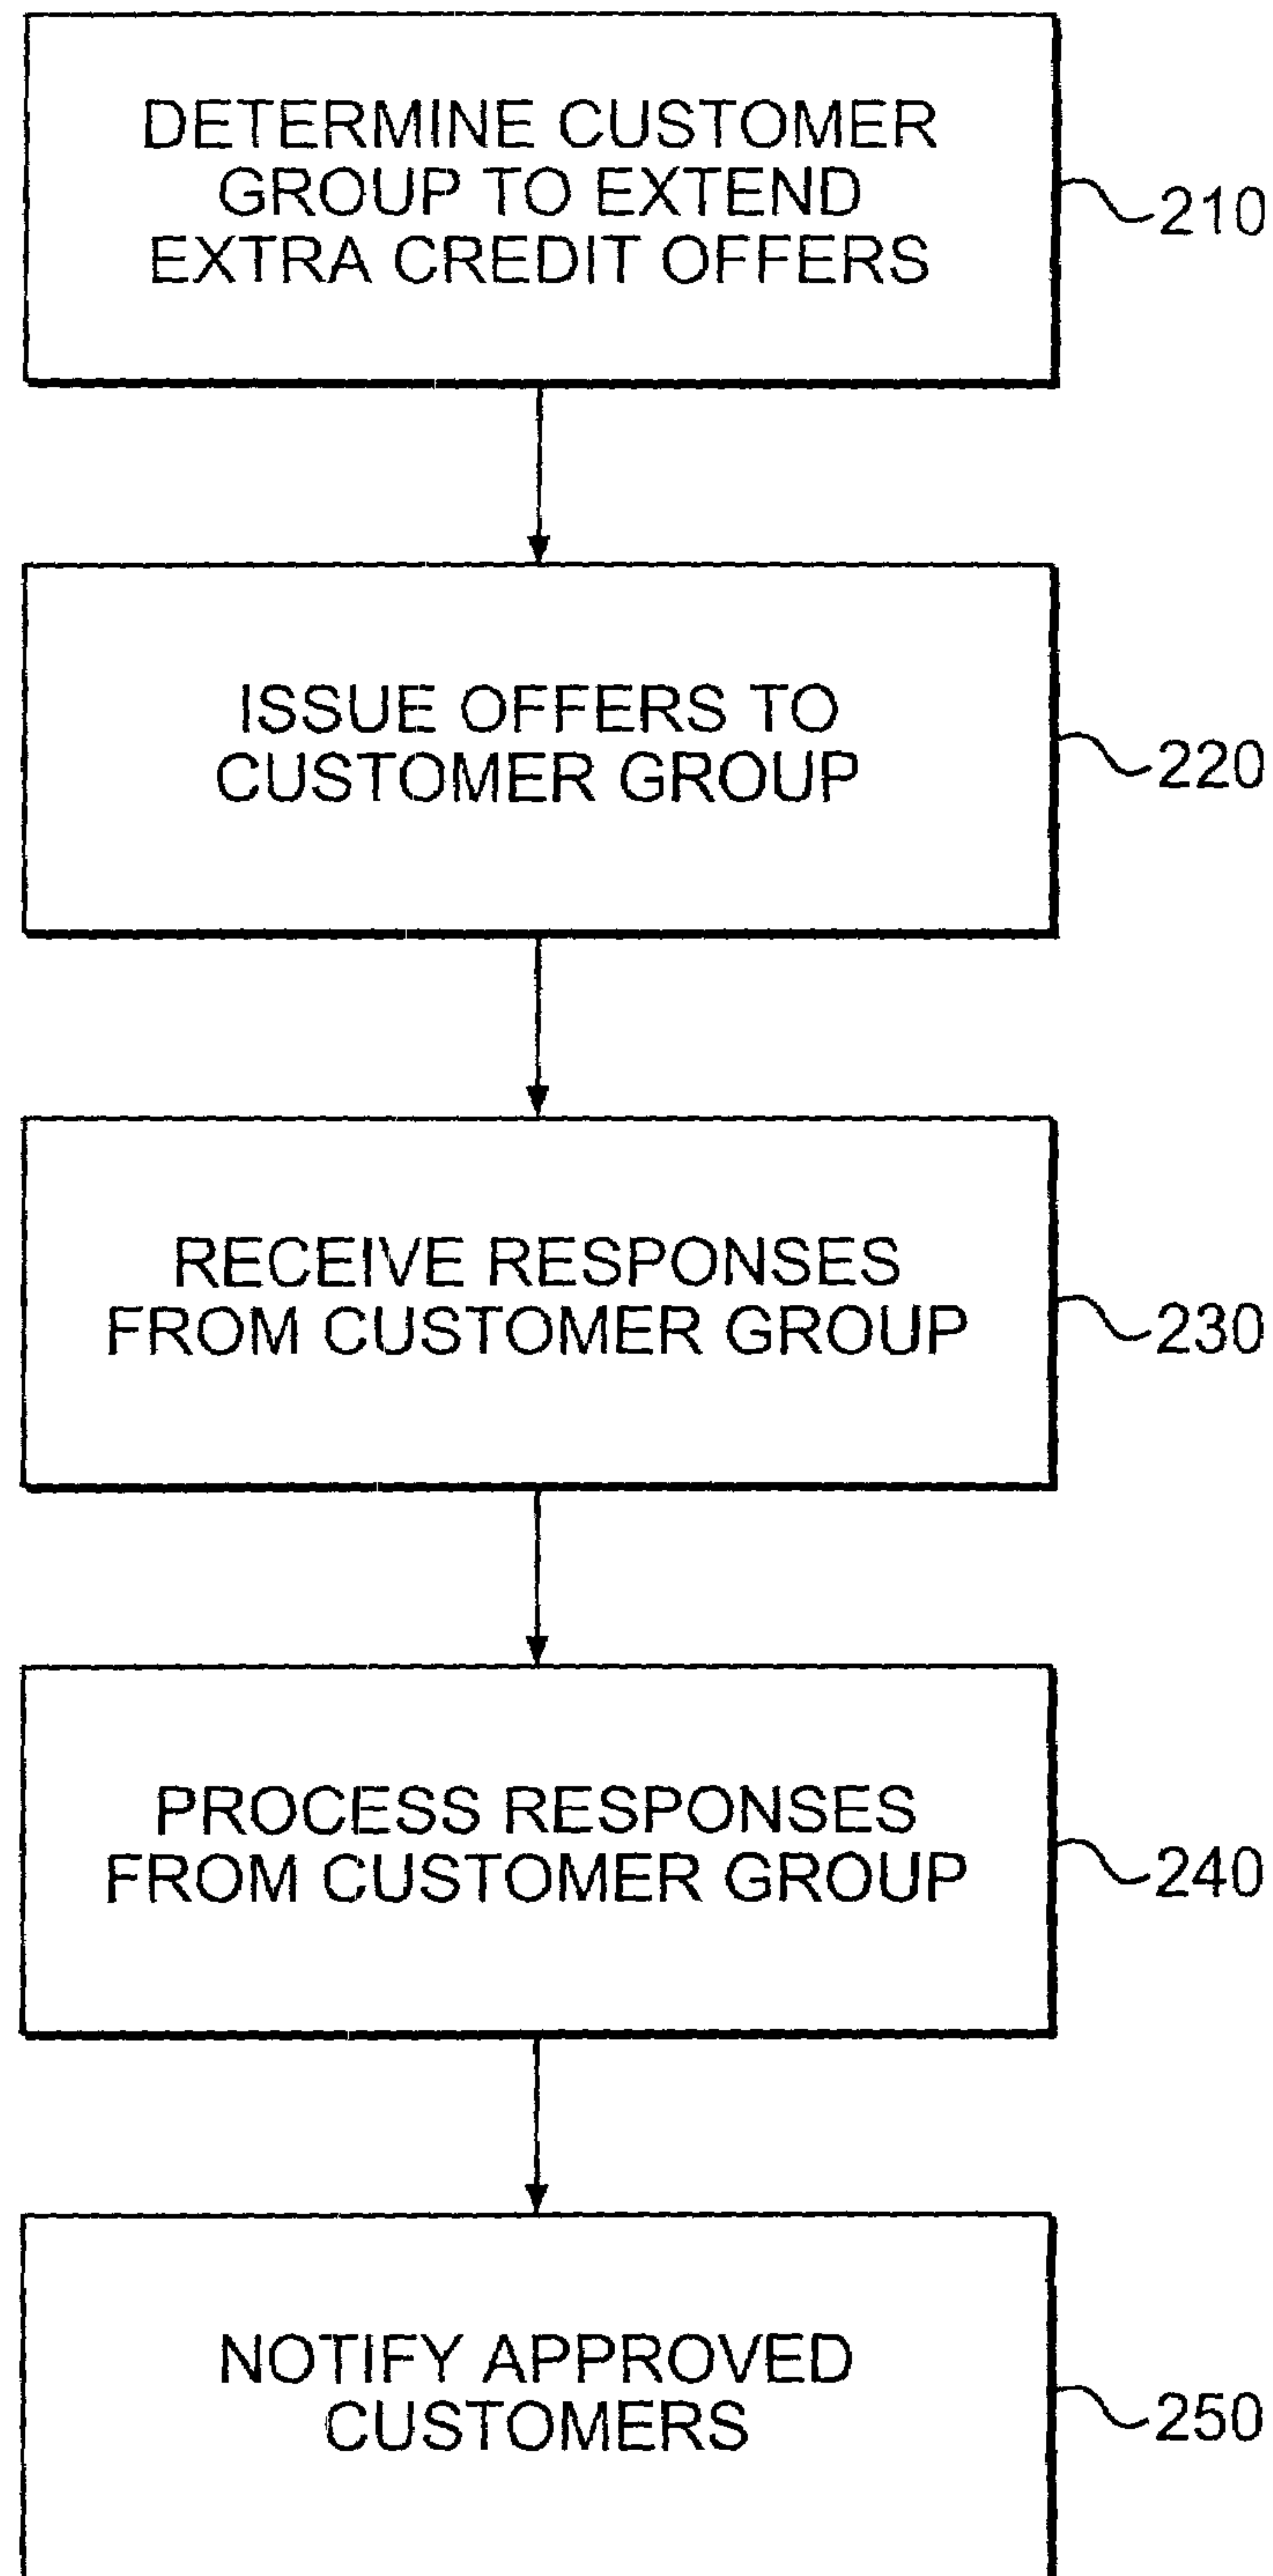 DETERMINE CUSTOMER
GROUP TO EXTEND
EXTRA CREDIT OFFERS
210
ISSUE OFFERS TO
CUSTOMER GROUP
220
RECEIVE RESPONSES
FROM CUSTOMER GROUP
230
PROCESS RESPONSES
FROM CUSTOMER GROUP
240
NOTIFY APPROVED
CUSTOMERS
250